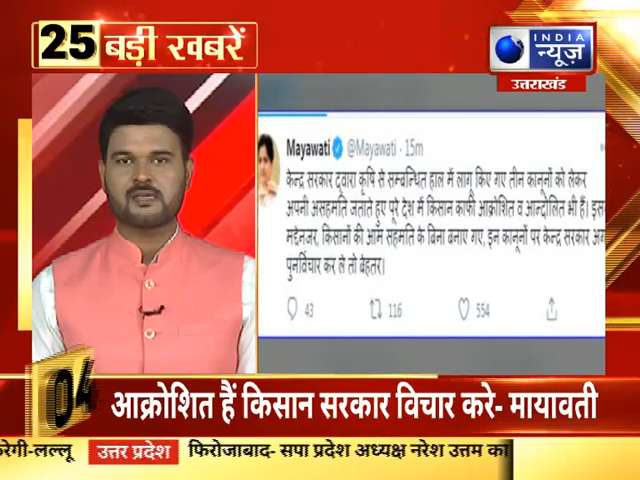 25 बड़ी खबरें
INDIA
न्यूज़
उत्तराखंड
Mayawati @Mayawati · 15m
केन्द्र सरकार द्वारा कृषि से सम्बन्धित हाल में लागू किए गए तीन कानूनों को लेकर
अपनी असहमति जताते हुए पूरे देश में किसान काफी आक्रोशित व आन्दोलित भी हैं। इसके
मद्देनजर, किसानों की आम सहमति के बिना बनाए गए, इन कानूनों पर केन्द्र सरकार
पुनर्विचार कर ले तो बेहतर।
43 116 554
04 आक्रोशित हैं किसान सरकार विचार करे- मायावती
रेगी-लल्लू उत्तर प्रदेश फिरोजाबाद- सपा प्रदेश अध्यक्ष नरेश उत्तम का